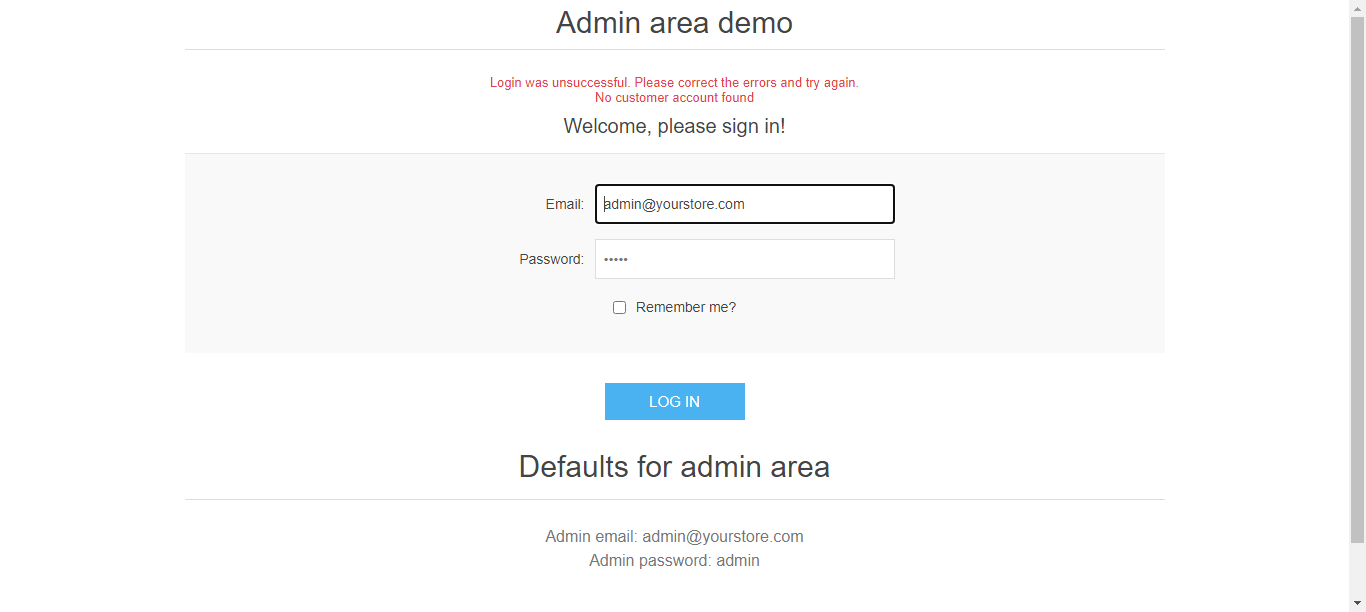 Admin area demo
Login was unsuccessful. Please correct the errors and try again.
No customer account found
Welcome, please sign in!
Email: admin@yourstore.com
Password: •••••
Remember me?
LOG IN
Defaults for admin area
Admin email: admin@yourstore.com
Admin password: admin